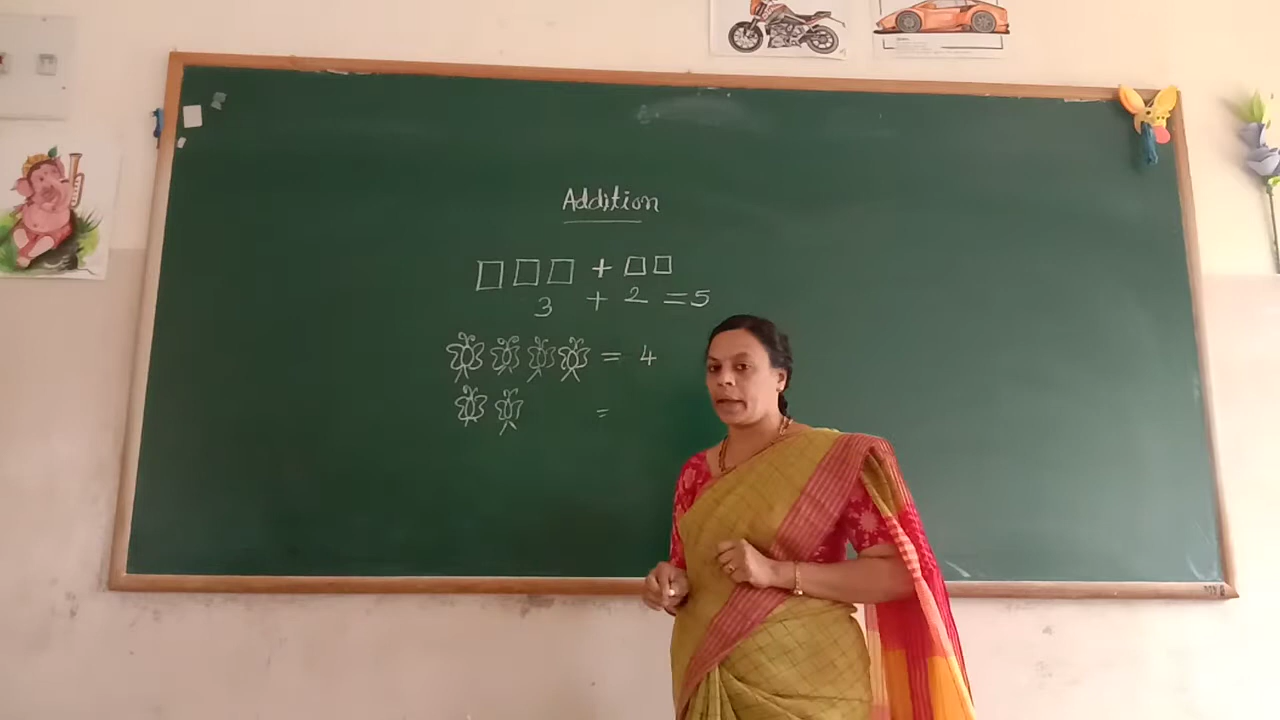 Addition
□ □ □ + □ □
3 + 2 = 5
= 4
=